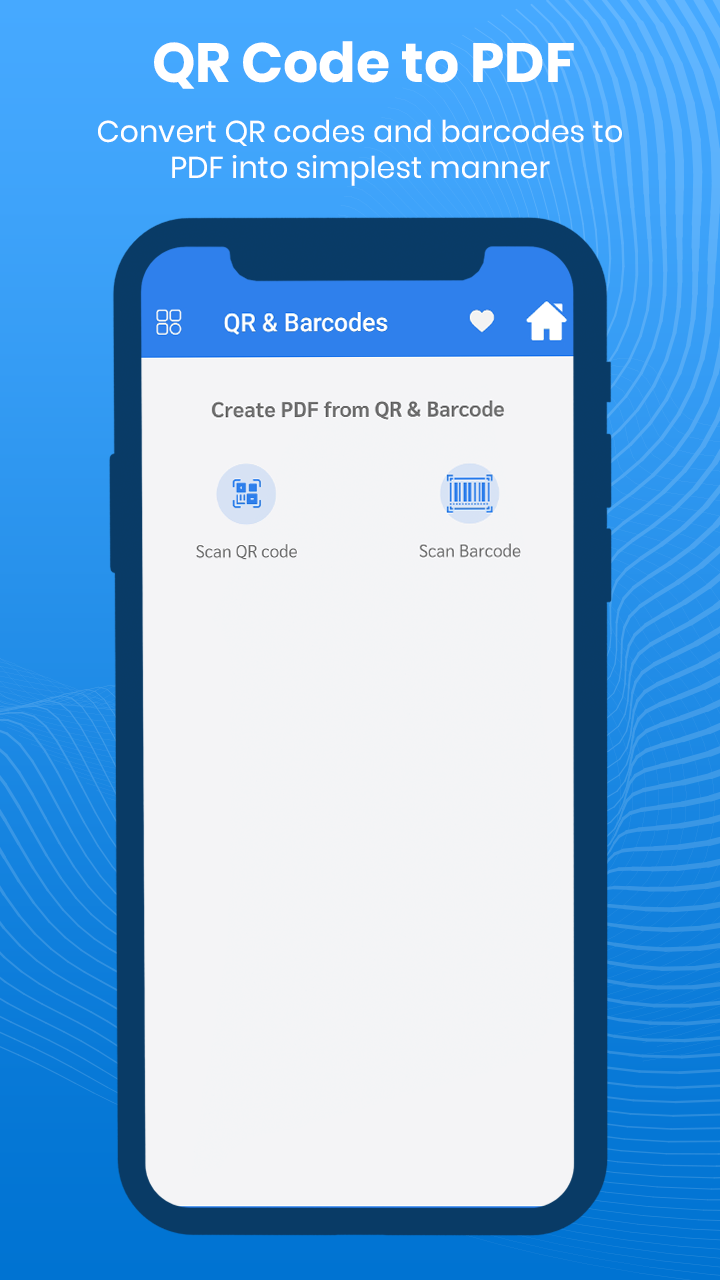 QR Code to PDF
Convert QR codes and barcodes to
PDF into simplest manner
QR & Barcodes
Create PDF from QR & Barcode
Scan QR code
Scan Barcode